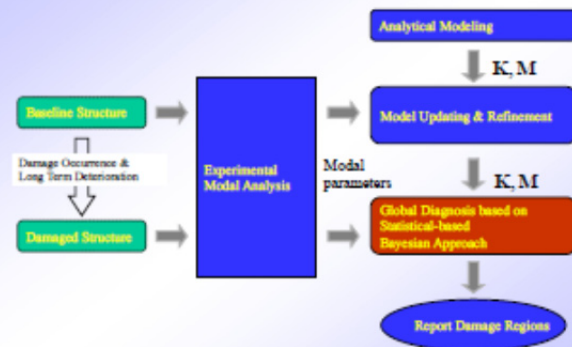 Analytical Modeling
K, M
Baseline Structure
Model Updating & Refinement
Damage Occurrence &
Long Term Deterioration
Experimental
Modal Analysis
Modal
parameters
K, M
Damaged Structure
Global Diagnosis based on
Statistical-based
Bayesian Approach
Report Damage Regions